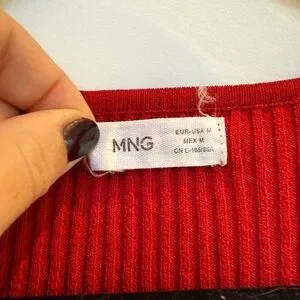 MNG
EUR-USA M
MEX M
CN L-165/88A